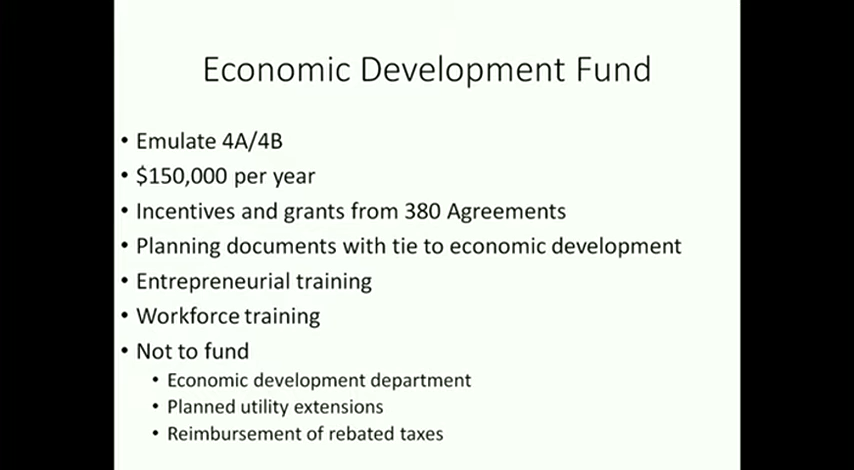 Economic Development Fund
• Emulate 4A/4B
• $150,000 per year
• Incentives and grants from 380 Agreements
• Planning documents with tie to economic development
• Entrepreneurial training
• Workforce training
• Not to fund
• Economic development department
• Planned utility extensions
• Reimbursement of rebated taxes